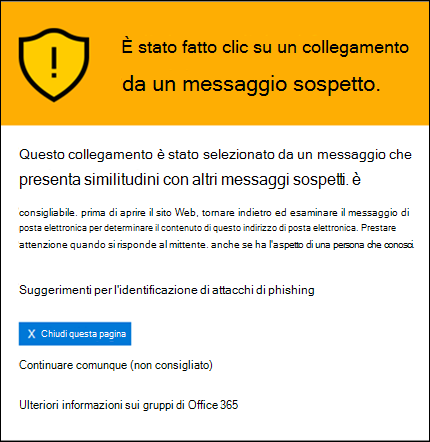 È stato fatto clic su un collegamento
da un messaggio sospetto.
Questo collegamento è stato selezionato da un messaggio che
presenta similitudini con altri messaggi sospetti. è
consigliabile. prima di aprire il sito Web, tornare indietro ed esaminare il messaggio di
posta elettronica per determinare il contenuto di questo indirizzo di posta elettronica. Prestare
attenzione quando si risponde al mittente. anche se ha l'aspetto di una persona che conosci.
Suggerimenti per l'identificazione di attacchi di phishing
X Chiudi questa pagina
Continuare comunque (non consigliato)
Ulteriori informazioni sui gruppi di Office 365